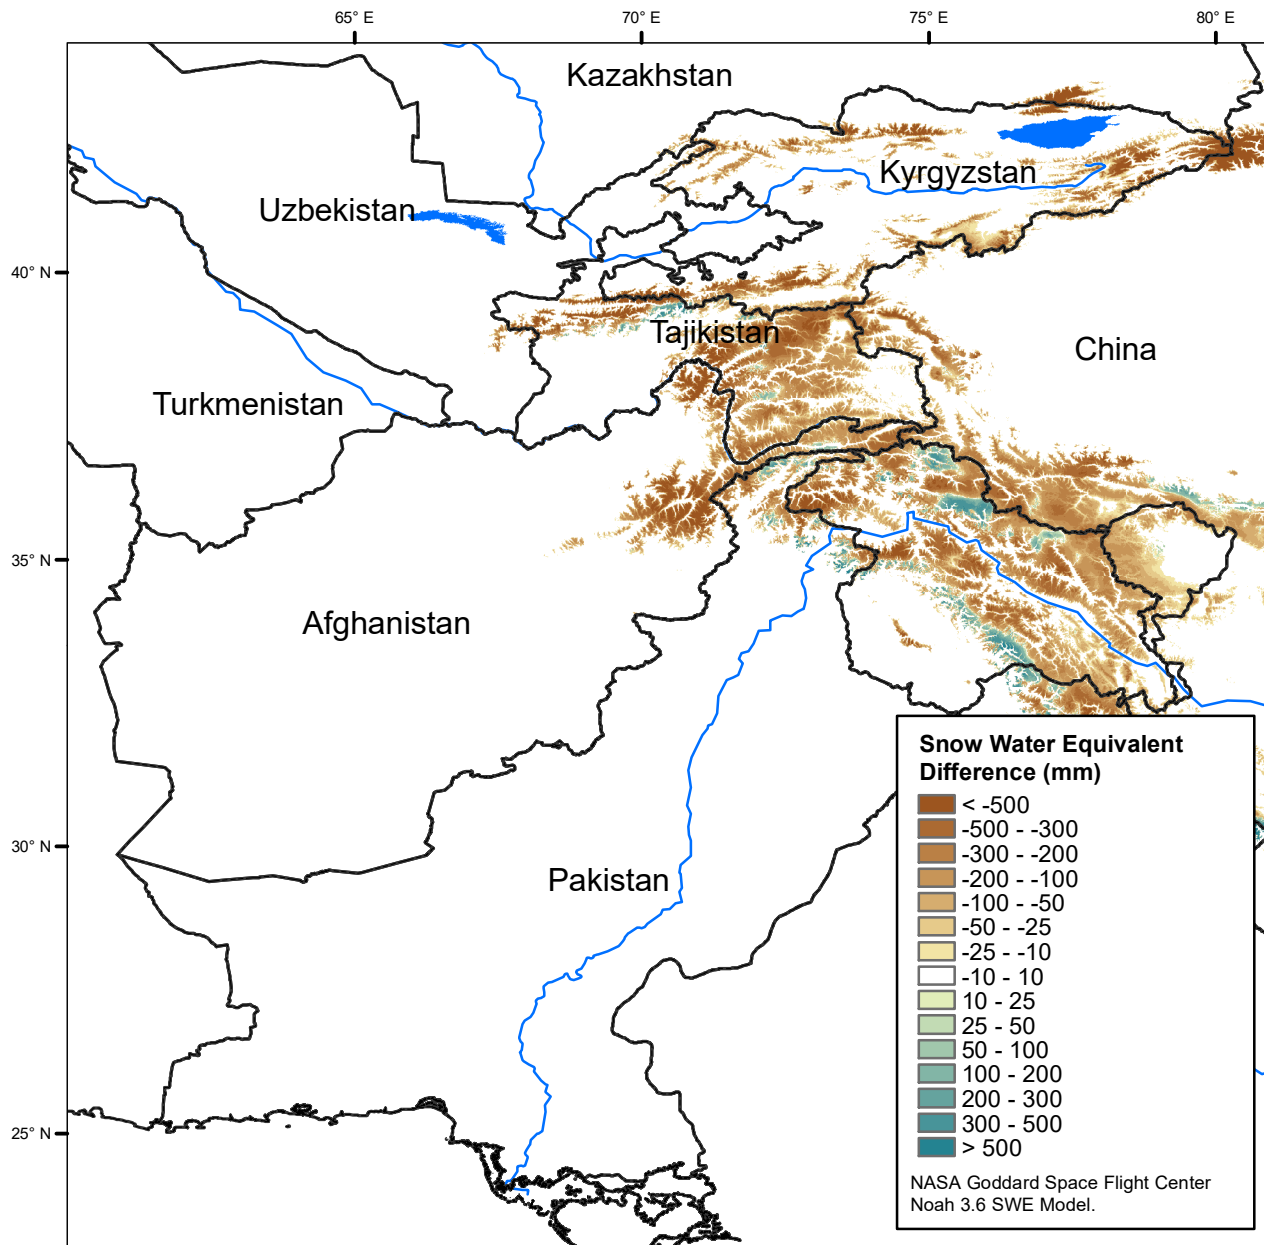 65° E
70° E
75° E
80° E
Kazakhstan
Kyrgyzstan
Uzbekistan
40° N
Tajikistan
China
Turkmenistan
35° N
Afghanistan
Snow Water Equivalent
Difference (mm)
< -500
-500 - -300
-300 - -200
-200 - -100
-100 - -50
-50 - -25
-25 - -10
-10 - 10
10 - 25
25 - 50
50 - 100
100 - 200
200 - 300
300 - 500
> 500
NASA Goddard Space Flight Center
Noah 3.6 SWE Model.
30° N
Pakistan
25° N